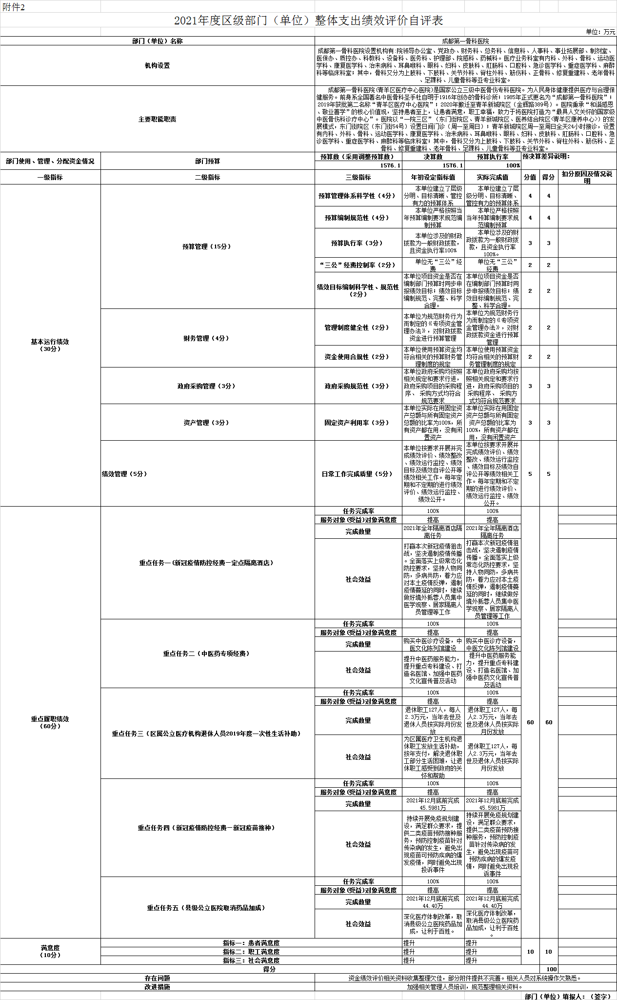 附件2
2021年度区级部门（单位）整体支出绩效评价自评表
单位：万元
部门（单位）名称
成都第一骨科医院
机构设置
成都第一骨科医院设置机构有:院领导办公室、党政办、财务科、总务科、信息科、人事科、事业拓展部、制剂室、
医保办、质控办、科教科、设备科、医务科、护理部、院感科、药械科。医疗业务科室有内科、外科、骨科、运动医
学科、康复医学科、治未病科、耳鼻喉科、眼科、妇科、皮肤科、肛肠科、口腔科、急诊医学科、重症医学科、麻醉
科等临床科室；其中，骨科又分为上肢科、下肢科、关节外科、脊柱外科、筋伤科、正骨科、修复重建科、老年骨科
、足踝科、儿童骨科等亚专业科室。
主要职能职责
成都第一骨科医院(青羊区医疗中心医院)是国家公立三级中医骨伤专科医院。为人民身体健康提供医疗与合理保
健服务。前身系全国著名中医骨科圣手杜自明于1916年创办的骨科诊所；1985年正式更名为“成都第一骨科医院”；
2019年获批第二名称“青羊区医疗中心医院”；2020年搬迁至青羊新城院区（金辉路389号）。医院秉承“和谐感恩
、敬业善学”的核心价值观，坚持患者至上，让患者满意，职工幸福，致力于将医院打造为“最具人文关怀的国家级
中医骨伤科诊疗中心”。医院以“一院三区”（东门街院区、青羊新城院区、医养结合院区<青羊区康养中心>）的发
展模式，东门街院区（东门街54号）设置日间门诊（周一至周日）；青羊新城院区周一至周日全天24小时接诊，设置
有内科、外科、骨科、运动医学科、康复医学科、治未病科、耳鼻喉科、眼科、妇科、皮肤科、肛肠科、口腔科、急
诊医学科、重症医学科、麻醉科等临床科室；其中，骨科又分为上肢科、下肢科、关节外科、脊柱外科、筋伤科、正
骨科、修复重建科、老年骨科、足踝科、儿童骨科等亚专业科室。
部门使用、管理、分配资金情况
部门预算
预算数（采用调整预算数）
决算数
预算执行率
预决算差异说明：
1576.1
1576.1
100%
一级指标
二级指标
三级指标
年初设定指标值
实际完成值
分值
得分
扣分原因及情况说
明
基本运行绩效
（30分）
预算管理（15分）
预算管理体系科学性（4分）
本单位建立了层级
分明、目标清晰、管控
有力的预算体系
本单位建立了层
级分明、目标清晰、
管控有力的预算体系
4
4
预算编制规范性（4分）
本单位严格按照当
年预算编制要求规范编
制预算
本单位严格按照
当年预算编制要求规
范编制预算
4
4
预算执行率（3分）
本单位涉及的财政
拨款为一般财政拨款，
且资金执行率100%
本单位涉及的财
政拨款为一般财政拨
款，且资金执行率
100%。
3
3
“三公”经费控制率（2分）
单位无“三公”经
费
单位无“三公”
经费
2
2
绩效目标编制科学性、规范性
（2分）
本单位项目资金是否在
编制部门预算时同步申
报绩效目标；绩效目标
编制规范、完整、科学
合理。
本单位项目资金是否
在编制部门预算时同
步申报绩效目标；绩
效目标编制规范、完
整、科学合理。
2
2
财务管理（4分）
管理制度健全性（2分）
本单位为规范财务行为
而制定的《专项资金管
理办法》，对财政拨款
资金进行预算管理
本单位为规范财务行
为而制定的《专项资
金管理办法》，对财
政拨款资金进行预算
管理
2
2
资金使用合规性（2分）
本单位使用预算资金均
符合相关的预算财务管
理制度的规定
本单位使用预算资金
均符合相关的预算财
务管理制度的规定
2
2
政府采购管理（3分）
政府采购规范性（3分）
本单位政府采购均按照
相关规定和要求行进，
政府采购项目的采购程
序、 采购方式均符合
规范要求
本单位政府采购均按
照相关规定和要求行
进，政府采购项目的
采购程序、 采购方
式均符合规范要求
3
3
资产管理（3分）
固定资产利用率（3分）
本单位实际在用固定资
产总额与所有固定资产
总额的比率为100%，所
有资产都在用，没有闲
置资产
本单位实际在用固定
资产总额与所有固定
资产总额的比率为
100%，所有资产都在
用，没有闲置资产
3
3
绩效管理（5分）
日常工作完成质量（5分）
本单位按要求开展并完
成绩效评价、绩效整改
、绩效运行监控、绩效
目标及绩效自评公开等
绩效相关工作。每年定
期和不定期的进行绩效
评价、绩效运行监控、
绩效公开。
本单位按要求开展并
完成绩效评价、绩效
整改、绩效运行监控
、绩效目标及绩效自
评公开等绩效相关工
作。每年定期和不定
期的进行绩效评价、
绩效运行监控、绩效
公开。
5
5
重点履职绩效
（60分）
重点任务一(新冠疫情防控经费—定点隔离酒店）
任务完成率
100%
100%
服务对象(受益)对象满意度
提高
提高
完成数量
2021年全年隔离酒店隔
离任务
2021年全年隔离酒店
隔离任务
社会效益
打赢本次新冠疫情狙击
战，坚决遏制疫情传播
。全面落实上级常态化
防控要求，坚持人物同
防，多病共防，着力应
对本土疫情反弹，遏制
疫情蔓延的同时，继续
做好境外抵蓉人员集中
医学观察、居家隔离人
员管理等工作
打赢本次新冠疫情狙
击战，坚决遏制疫情
传播。全面落实上级
常态化防控要求，坚
持人物同防，多病共
防，着力应对本土疫
情反弹，遏制疫情蔓
延的同时，继续做好
境外抵蓉人员集中医
学观察、居家隔离人
员管理等工作
重点任务二（中医药专项经费）
任务完成率
100%
100%
服务对象(受益)对象满意度
提高
提高
完成数量
购买中医诊疗设备，中
医文化陈列馆建设
购买中医诊疗设备，
中医文化陈列馆建设
社会效益
提升中医药服务能力，
提升重点专科建设、打
造名医馆、加强中医药
文化宣传普及活动
提升中医药服务能
力，提升重点专科建
设、打造名医馆、加
强中医药文化宣传普
及活动
重点任务三（区属公立医疗机构退休人员2019年度一次性生活补助）
任务完成率
100%
100%
服务对象(受益)对象满意度
提高
提高
完成数量
退休职工127人，每人
2.3万元，当年去世及
退休人员按实际月份发
放
退休职工127人，每
人2.3万元，当年去
世及退休人员按实际
月份发放
60
60
社会效益
为区属医疗卫生机构退
休职工发放生活补助，
按年支付，解决退休职
工部分生活困难，让退
休职工感受到政府的关
怀和帮助
退休职工127人，每
人2.3万元，当年去
世及退休人员按实际
月份发放
重点任务四（新冠疫情防控经费—新冠疫苗接种）
任务完成率
100%
100%
服务对象(受益)对象满意度
提高
提高
完成数量
2021年12月底前完成
45.5981万
2021年12月底前完成
45.5981万
社会效益
持续开展免疫规划建
设，满足群众要求，提
供二类疫苗预防接种服
务，预防控制疫苗针对
传染病的发生，避免出
现疫苗可预防疾病的爆
发疫情，同时避免出现
投诉事件
持续开展免疫规划建
设，满足群众要求，
提供二类疫苗预防接
种服务，预防控制疫
苗针对传染病的发
生，避免出现疫苗可
预防疾病的爆发疫
情，同时避免出现投
诉事件
重点任务五（县级公立医院取消药品加成）
任务完成率
100%
100%
服务对象(受益)对象满意度
提高
提高
完成数量
2021年12月底前完成
44.40万
2021年12月底前完成
44.40万
社会效益
深化医疗体制改革，取
消县级公立医院药品加
成，让利于百姓。
深化医疗体制改革，
取消县级公立医院药
品加成，让利于百姓
。
满意度
（10分）
指标一：患者满意度
提升
提升
指标二：职工满意度
提升
提升
10
10
指标三：社会满意度
提升
提升
得分
100
存在问题
资金绩效评价相关资料收集整理欠佳，部分附件提供不完善。相关人员对系统操作欠熟悉。
改进措施
加强相关管理人员培训，规范整理相关资料。
部门（单位）填报人：（签字）